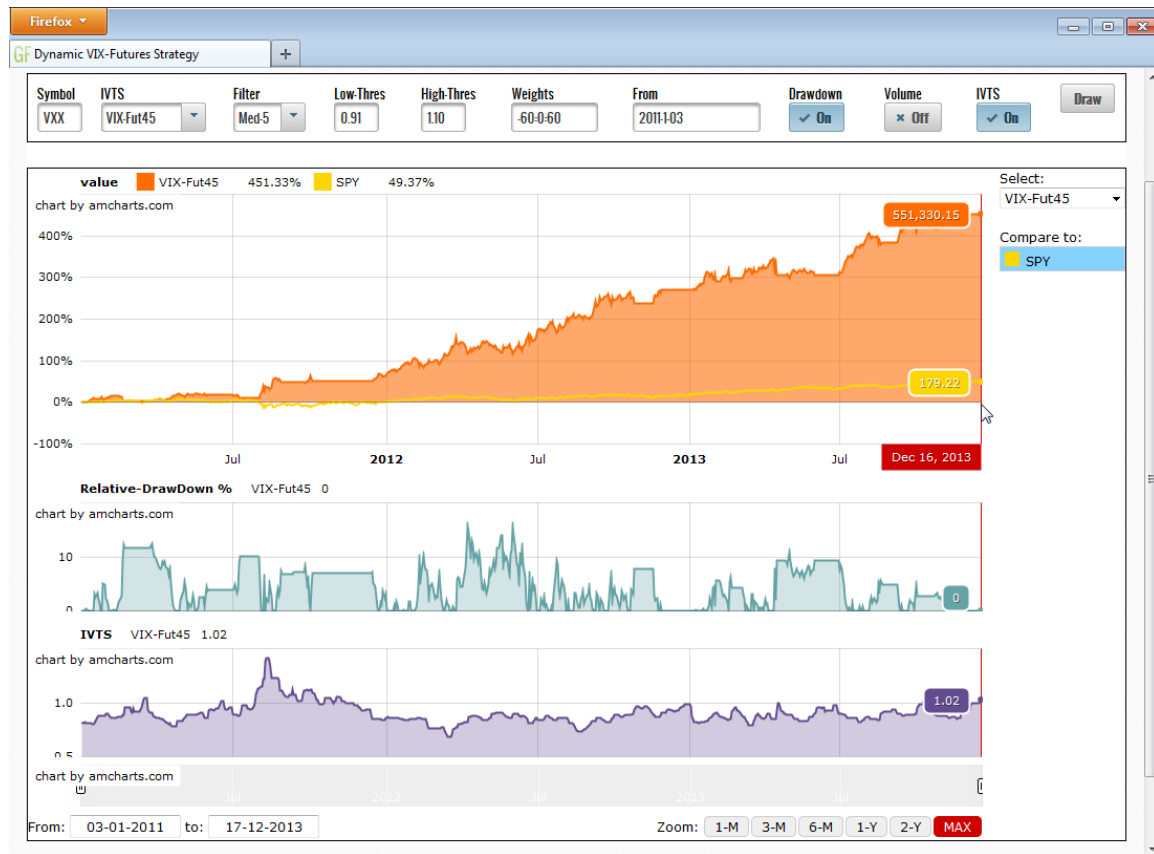 Firefox
GF Dynamic VIX-Futures Strategy +
Symbol IVTS Filter Low-Thres High-Thres Weights From Drawdown Volume IVTS
VXX VIX-Fut45 Med-5 0.91 1.10 -60-0-60 2011-1-03 On Off On Draw
value VIX-Fut45 451.33% SPY 49.37%
Select:
VIX-Fut45
Compare to:
SPY
chart by amcharts.com
551,330.15
400%
300%
200%
100%
179.22
0%
-100%
Jul 2012 Jul 2013 Jul Dec 16, 2013
Relative-DrawDown % VIX-Fut45 0
chart by amcharts.com
10
0
0
IVTS VIX-Fut45 1.02
chart by amcharts.com
1.0
1.02
0.5
chart by amcharts.com
Jul 2012 Jul 2013 Jul
From: 03-01-2011 to: 17-12-2013 Zoom: 1-M 3-M 6-M 1-Y 2-Y MAX